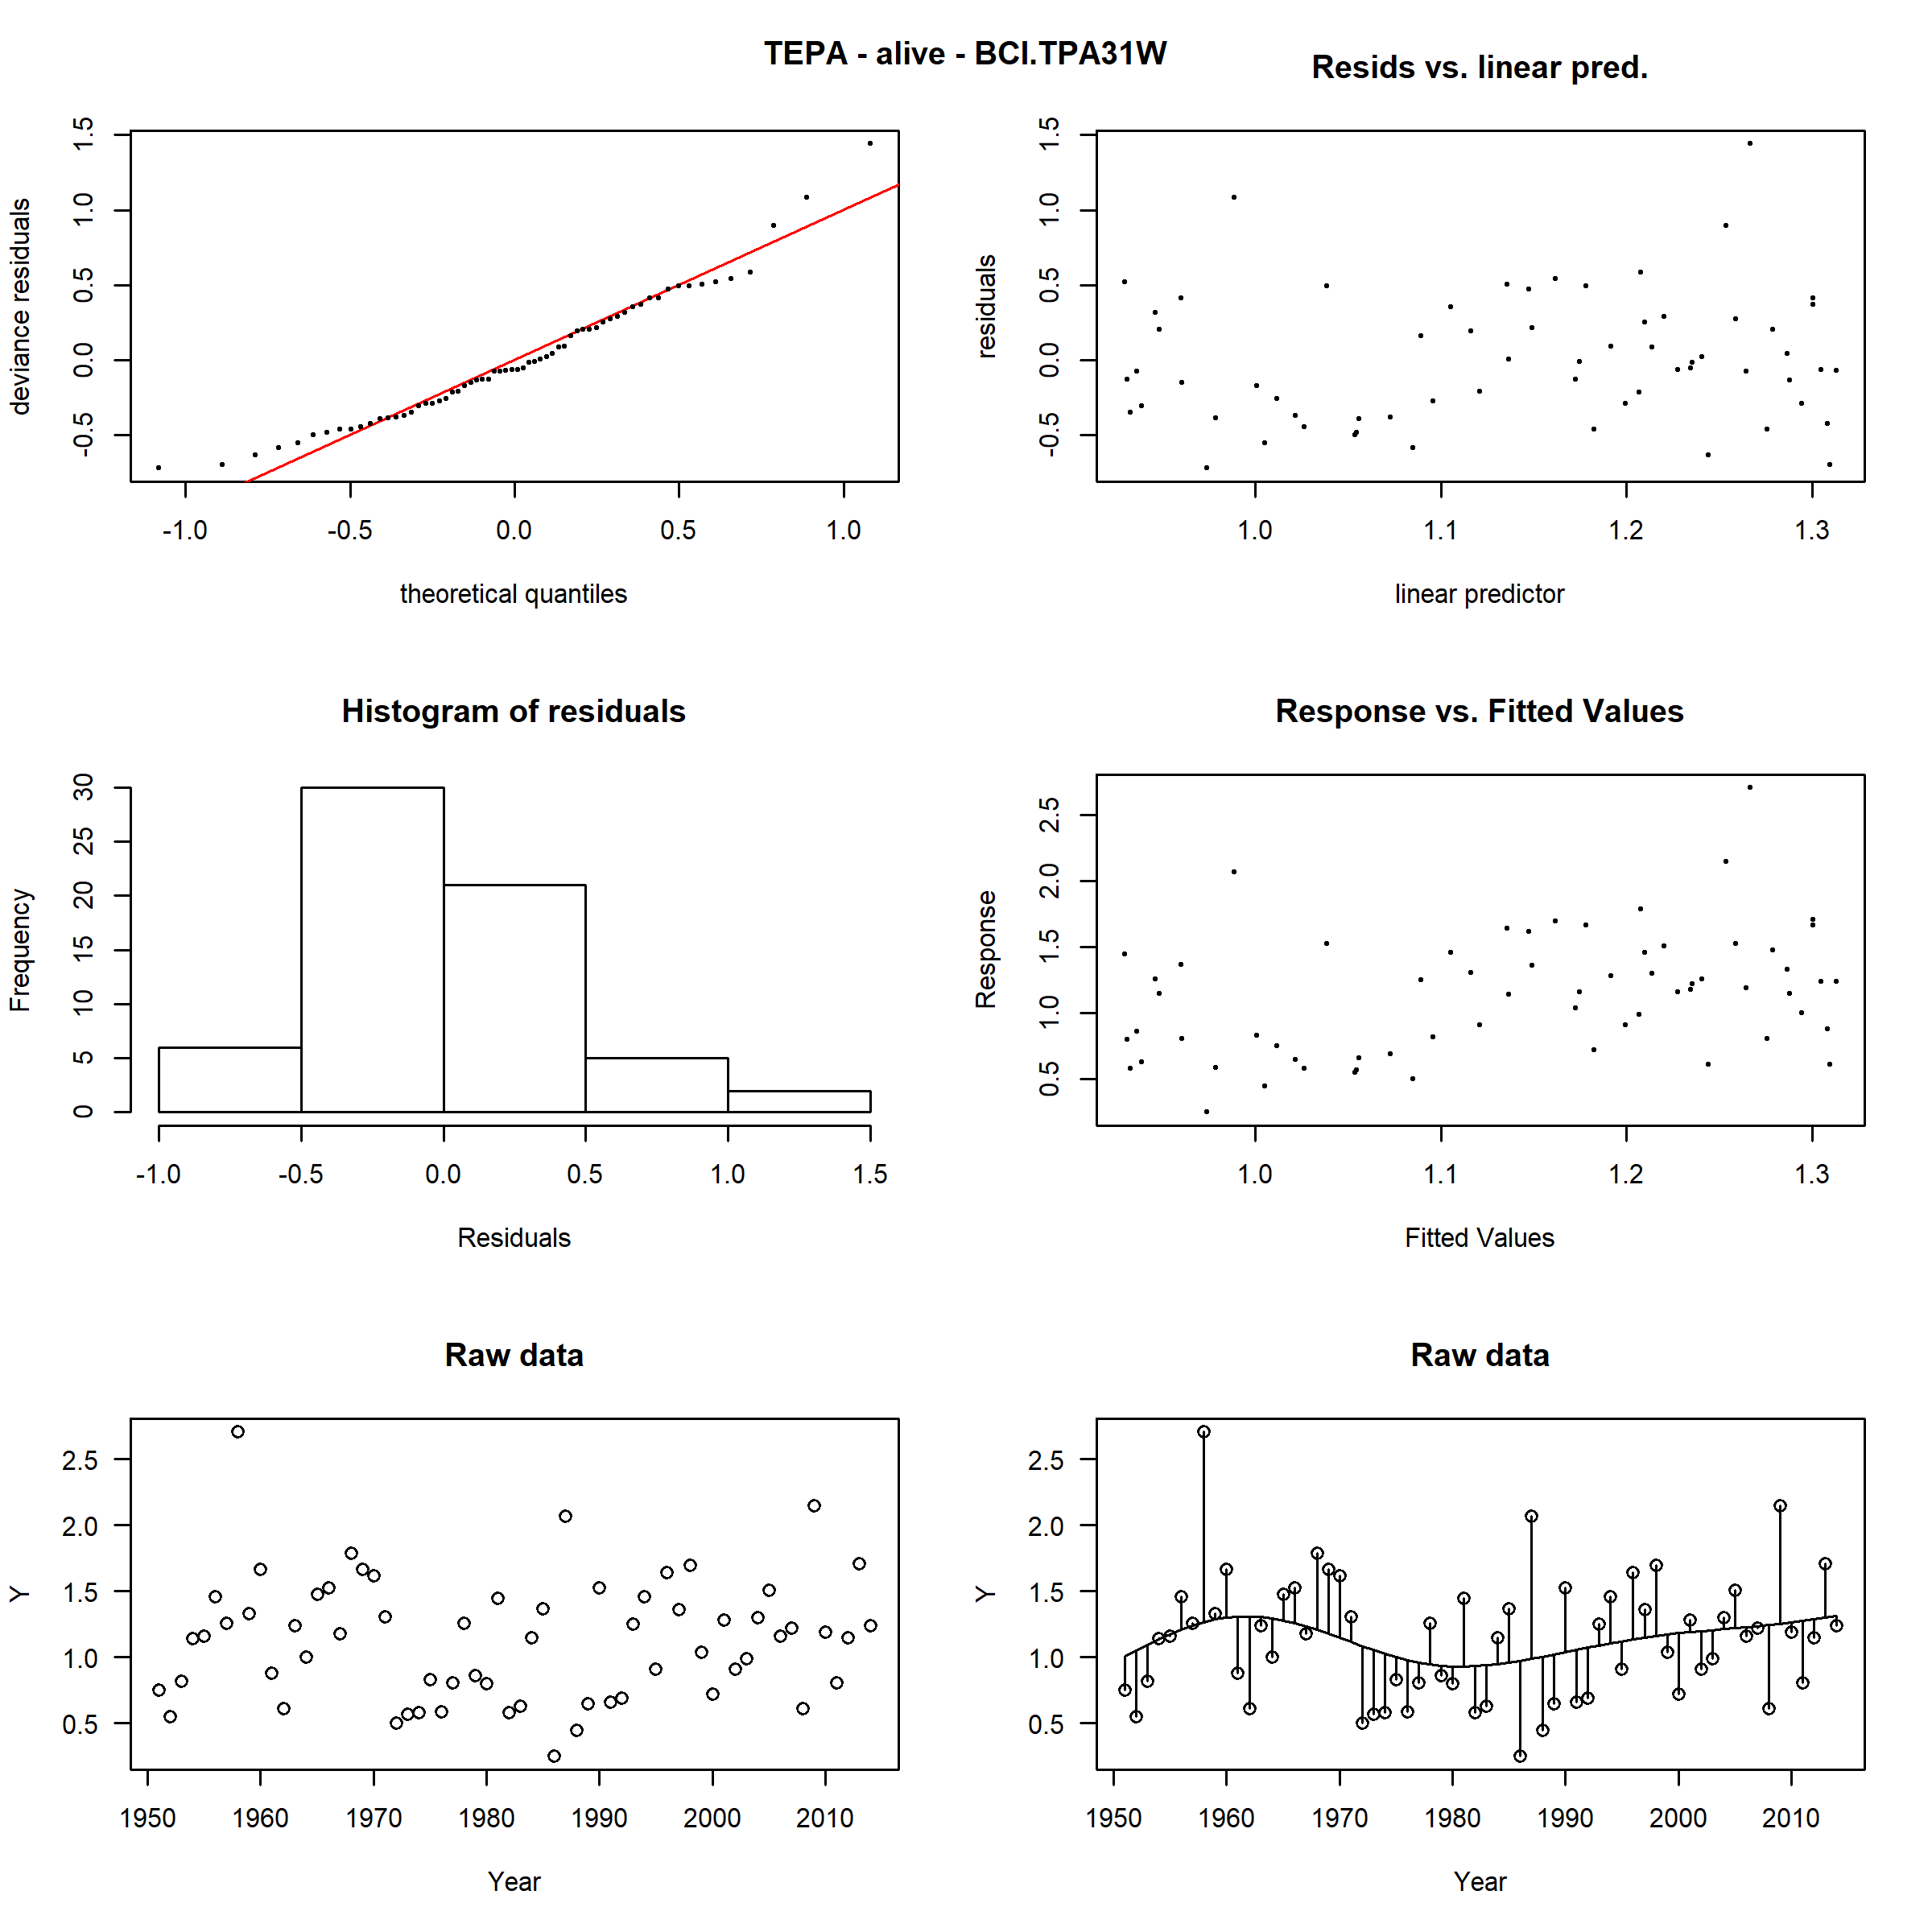 TEPA - alive - BCI.TPA31W
Resids vs. linear pred.
deviance residuals
-0.5 0.0 0.5 1.0 1.5
-1.0 -0.5 0.0 0.5 1.0
theoretical quantiles
residuals
-0.5 0.0 0.5 1.0 1.5
1.0 1.1 1.2 1.3
linear predictor
Histogram of residuals
Frequency
0 5 10 15 20 25 30
-1.0 -0.5 0.0 0.5 1.0 1.5
Residuals
Response vs. Fitted Values
Response
0.5 1.0 1.5 2.0 2.5
1.0 1.1 1.2 1.3
Fitted Values
Raw data
Y
2.5
2.0
1.5
1.0
0.5
1950 1960 1970 1980 1990 2000 2010
Year
Raw data
Y
2.5
2.0
1.5
1.0
0.5
1950 1960 1970 1980 1990 2000 2010
Year